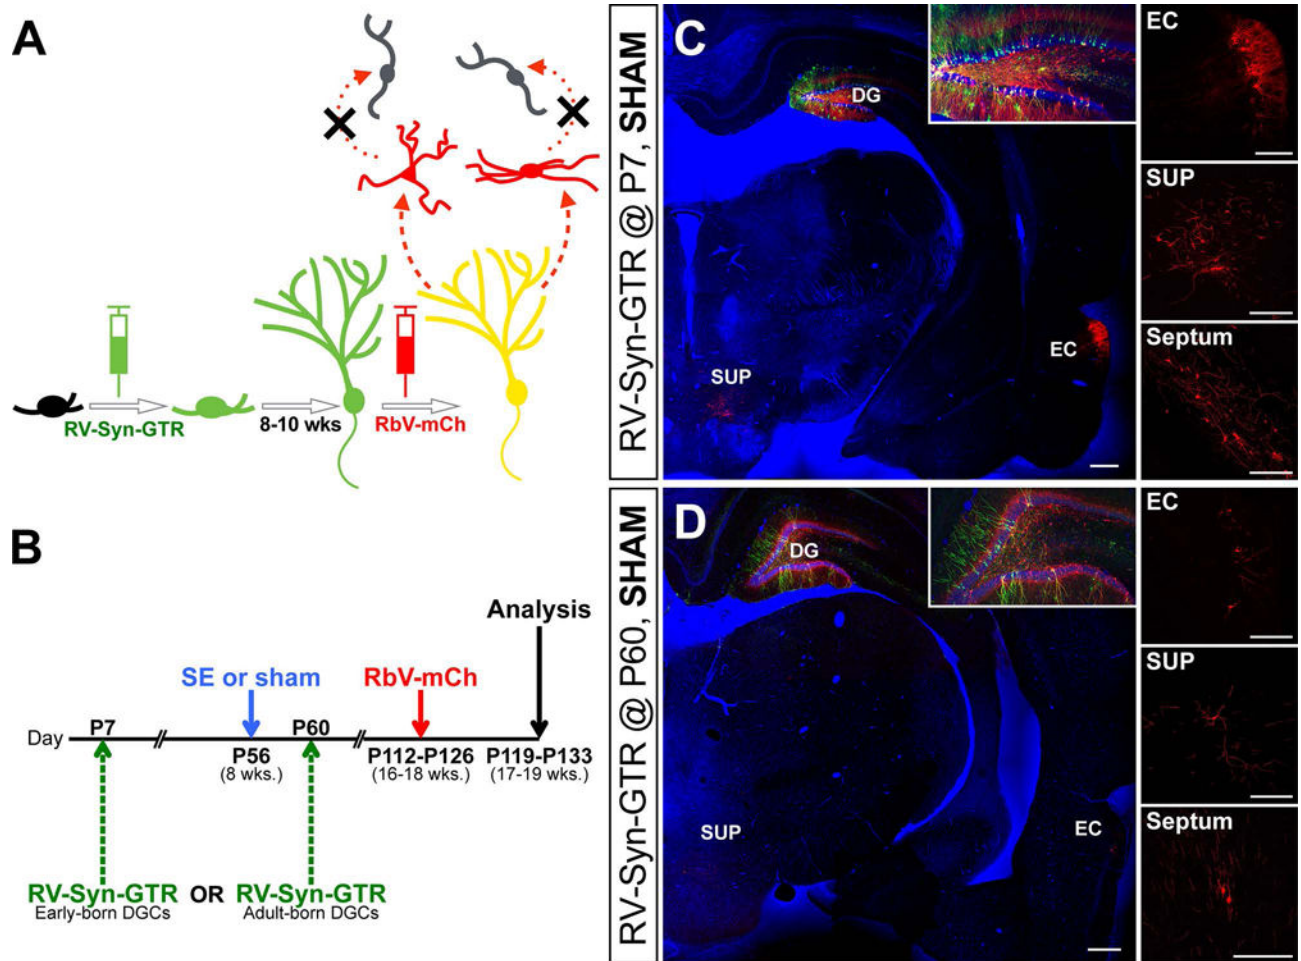 A
RV-Syn-GTR
8-10 wks
RbV-mCh
B
Analysis
SE or sham
RbV-mCh
Day
P7
P60
P56
(8 wks.)
P112-P126
(16-18 wks.)
P119-P133
(17-19 wks.)
RV-Syn-GTR OR RV-Syn-GTR
Early-born DGCs
Adult-born DGCs
RV-Syn-GTR @ P7, SHAM
C
DG
SUP
EC
EC
SUP
Septum
RV-Syn-GTR @ P60, SHAM
D
DG
SUP
EC
EC
SUP
Septum